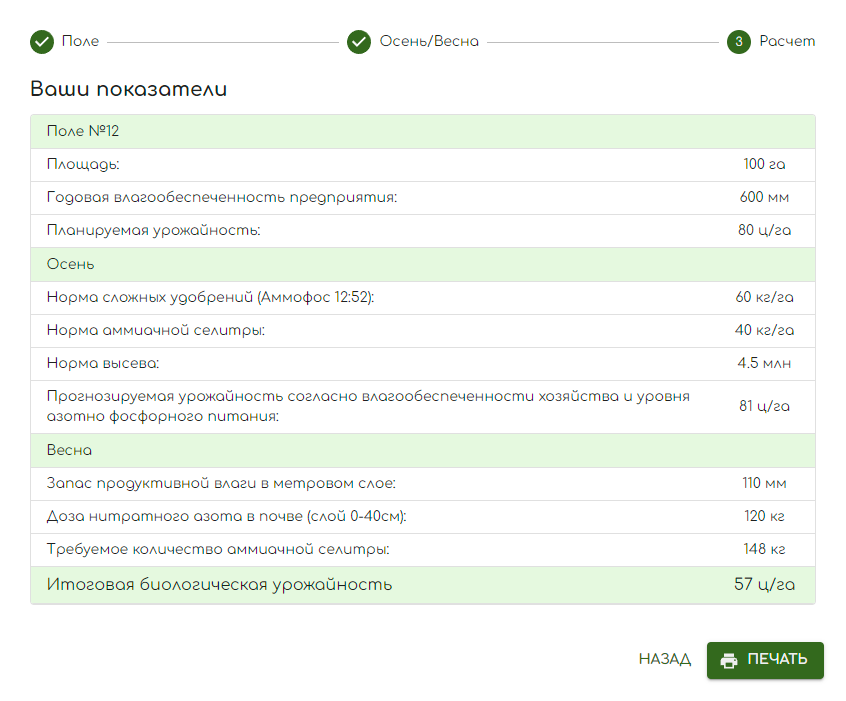 Поле
Осень/Весна
3 Расчет
Ваши показатели
Поле №12
Площадь: 100 га
Годовая влагообеспеченность предприятия: 600 мм
Планируемая урожайность: 80 ц/га
Осень
Норма сложных удобрений (Аммофос 12:52): 60 кг/га
Норма аммиачной селитры: 40 кг/га
Норма высева: 4.5 млн
Прогнозируемая урожайность согласно влагообеспеченности хозяйства и уровня
азотно фосфорного питания: 81 ц/га
Весна
Запас продуктивной влаги в метровом слое: 110 мм
Доза нитратного азота в почве (слой 0-40см): 120 кг
Требуемое количество аммиачной селитры: 148 кг
Итоговая биологическая урожайность 57 ц/га
НАЗАД ПЕЧАТЬ